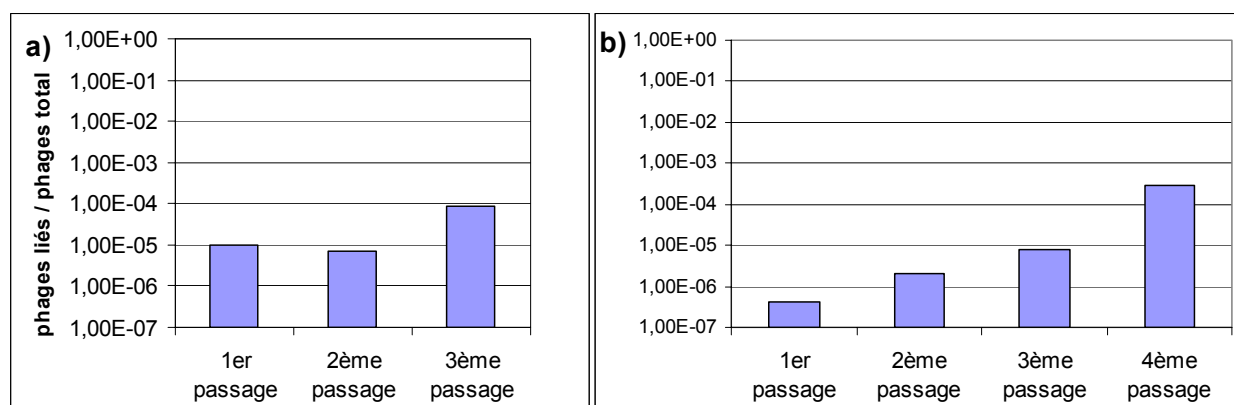 a)
phages liés / phages total
1,00E+00
1,00E-01
1,00E-02
1,00E-03
1,00E-04
1,00E-05
1,00E-06
1,00E-07
1er
passage
2ème
passage
3ème
passage
b)
1,00E+00
1,00E-01
1,00E-02
1,00E-03
1,00E-04
1,00E-05
1,00E-06
1,00E-07
1er
passage
2ème
passage
3ème
passage
4ème
passage